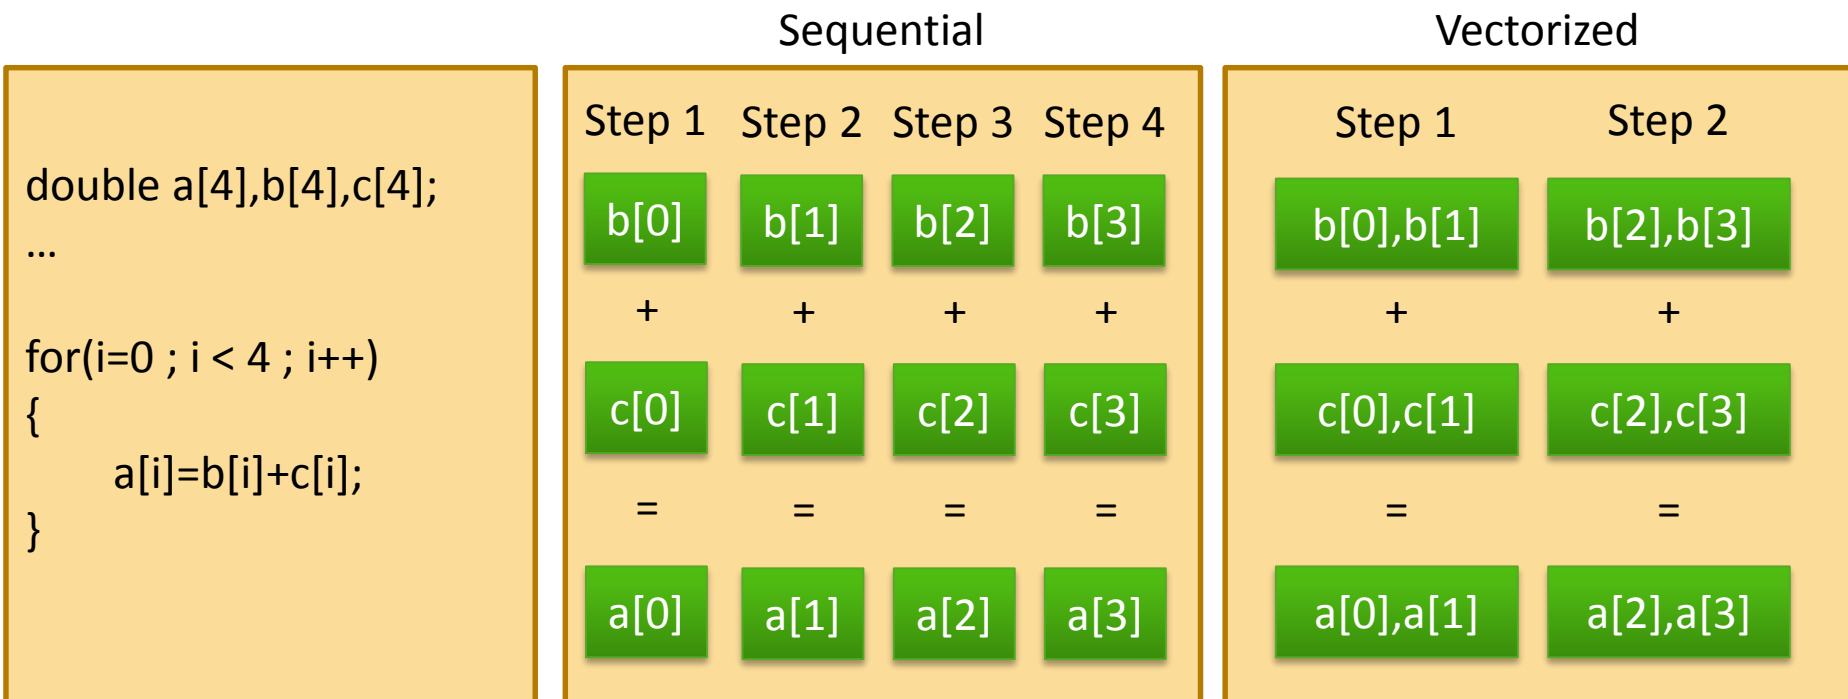 Sequential
Vectorized
double a[4],b[4],c[4];
…
for(i=0 ; i < 4 ; i++)
{
a[i]=b[i]+c[i];
}
Step 1 Step 2 Step 3 Step 4
b[0] b[1] b[2] b[3]
+ + + +
c[0] c[1] c[2] c[3]
= = = =
a[0] a[1] a[2] a[3]
Step 1 Step 2
b[0],b[1] b[2],b[3]
+ +
c[0],c[1] c[2],c[3]
= =
a[0],a[1] a[2],a[3]